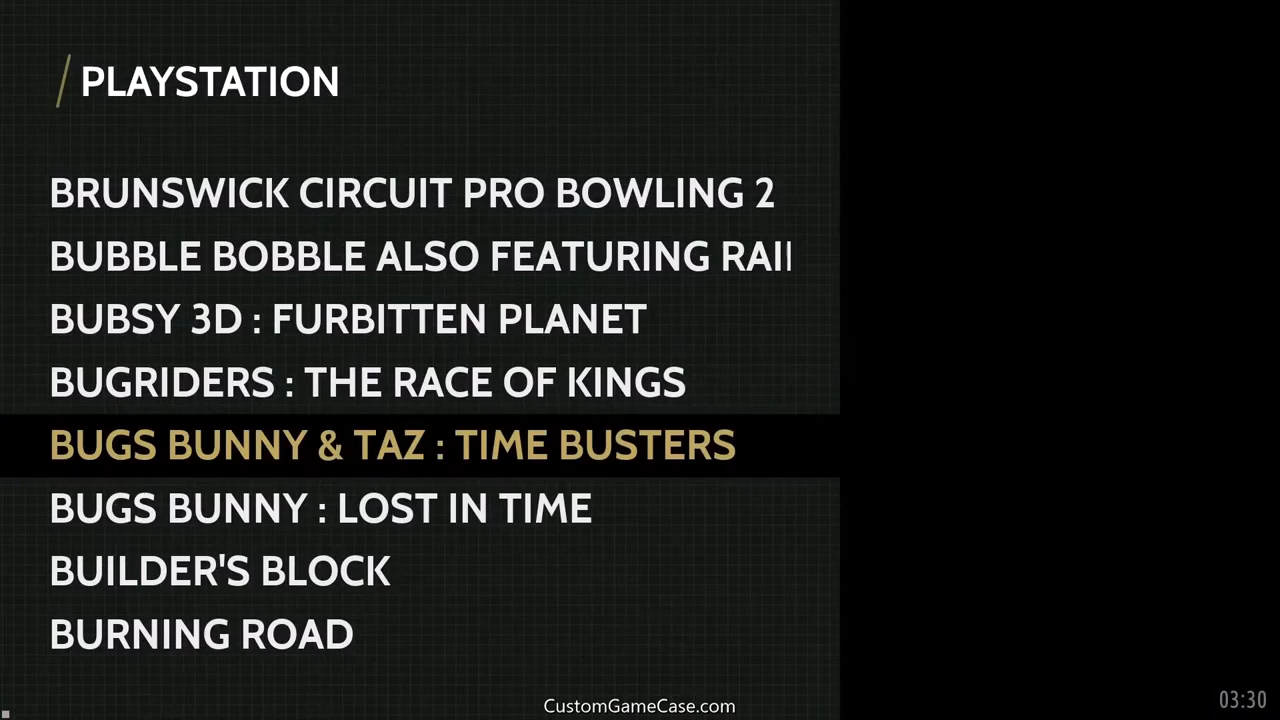 PLAYSTATION
BRUNSWICK CIRCUIT PRO BOWLING 2
BUBBLE BOBBLE ALSO FEATURING
BUBSY 3D : FURBITTEN PLANET
BUGRIDERS : THE RACE OF KINGS
BUGS BUNNY & TAZ : TIME BUSTERS
BUGS BUNNY : LOST IN TIME
BUILDER'S BLOCK
BURNING ROAD
CustomGameCase.com
03:30